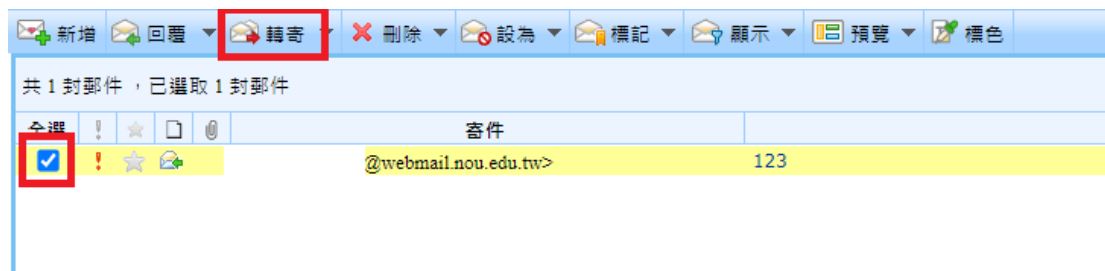 新增 回覆 轉寄 刪除 設為 標記 顯示 預覽 標色
共 1 封郵件，已選取 1 封郵件
全選 寄件
@webmail.nou.edu.tw> 123